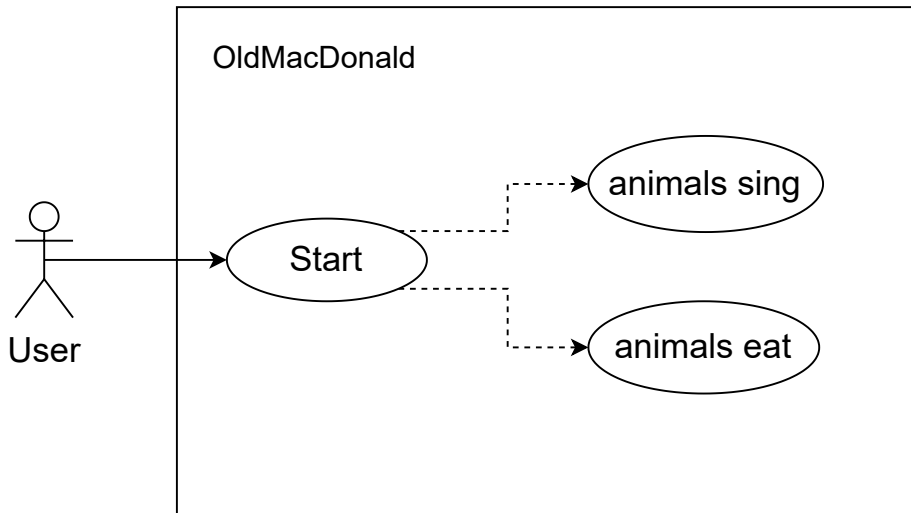 OldMacDonald
animals sing
Start
animals eat
User